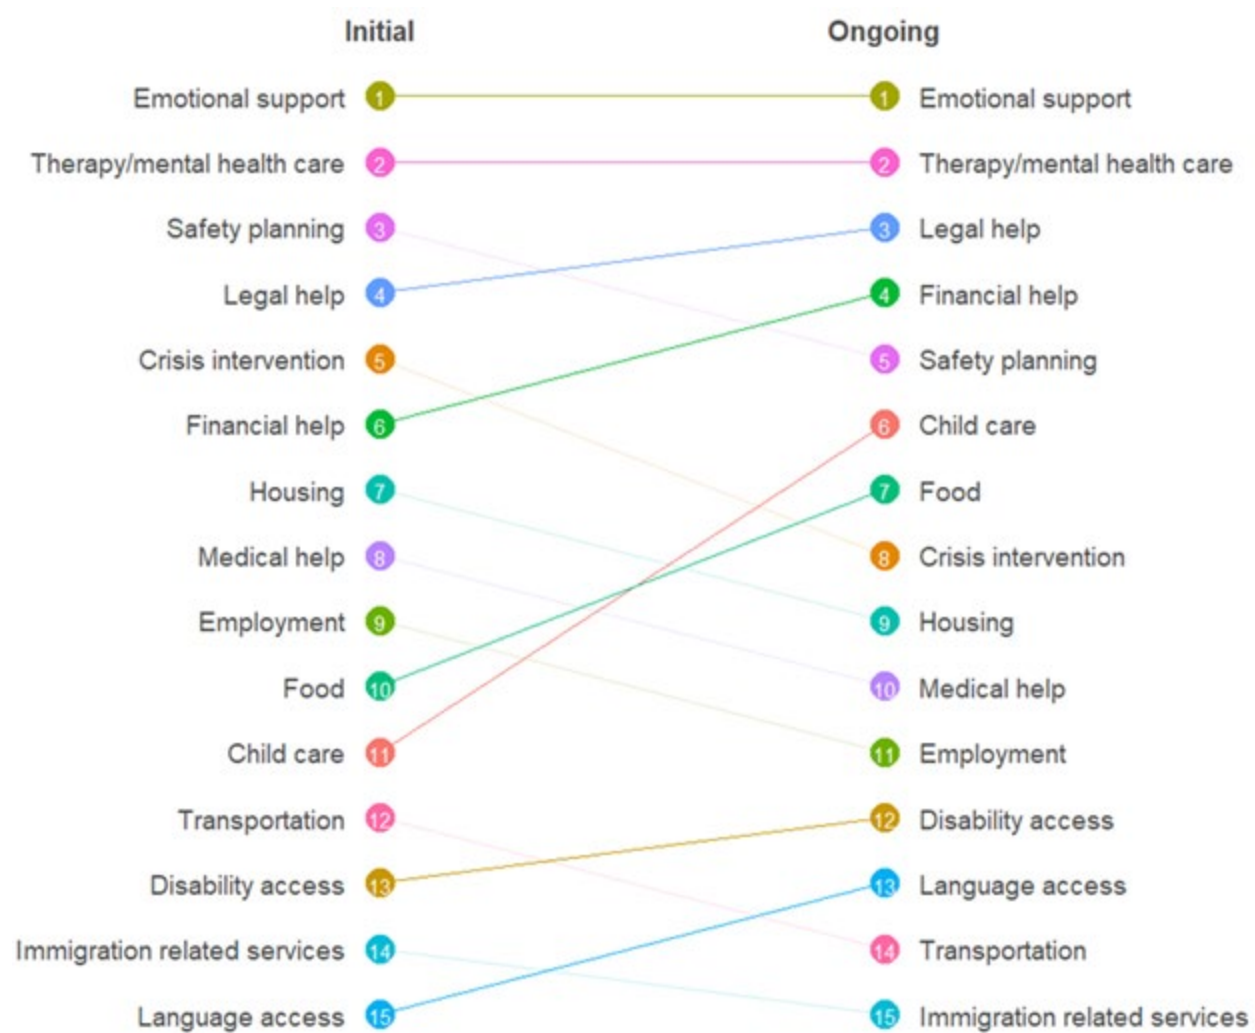 Initial Ongoing
Emotional support 1 1 Emotional support
Therapy/mental health care 2 2 Therapy/mental health care
Safety planning 3 3 Legal help
Legal help 4 4 Financial help
Crisis intervention 5 5 Safety planning
Financial help 6 6 Child care
Housing 7 7 Food
Medical help 8 8 Crisis intervention
Employment 9 9 Housing
Food 10 10 Medical help
Child care 11 11 Employment
Transportation 12 12 Disability access
Disability access 13 13 Language access
Immigration related services 14 14 Transportation
Language access 15 15 Immigration related services